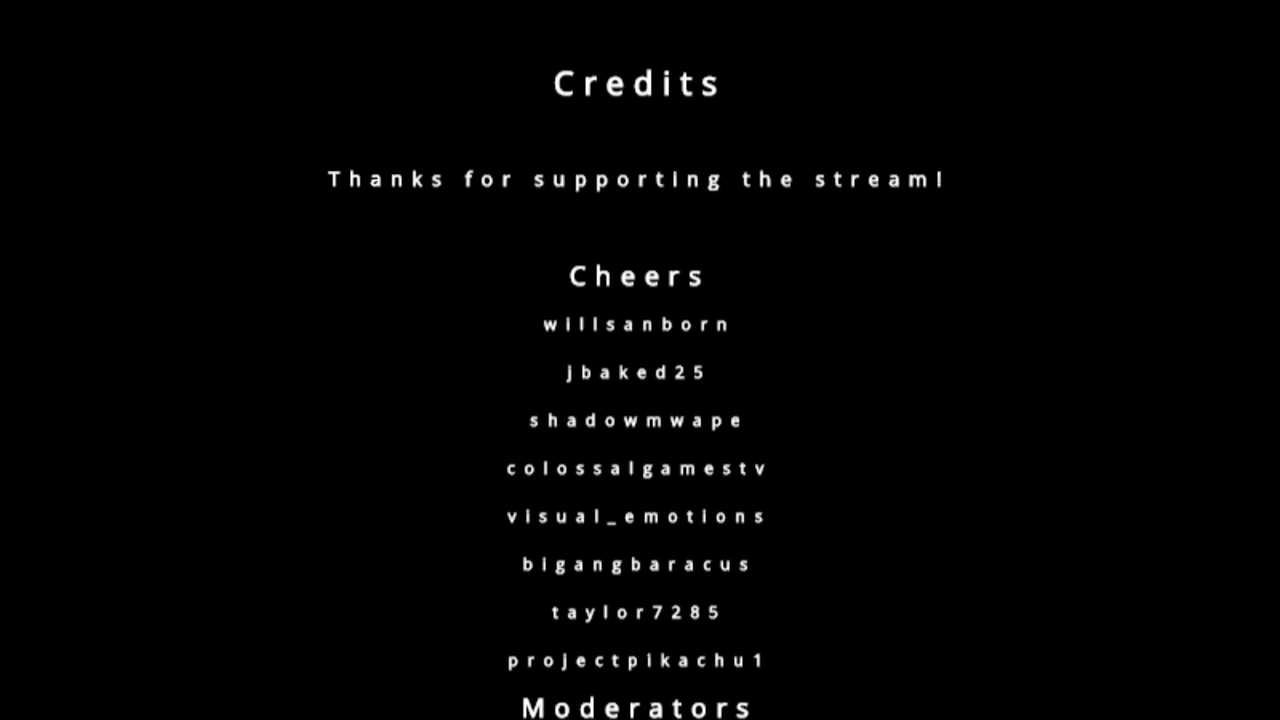 Credits
Thanks for supporting the stream!
Cheers
willsanborn
jbaked25
shadowmwape
colossalgamestv
visual_emotions
bigangbaracus
taylor7285
projectpikachu1
Moderators